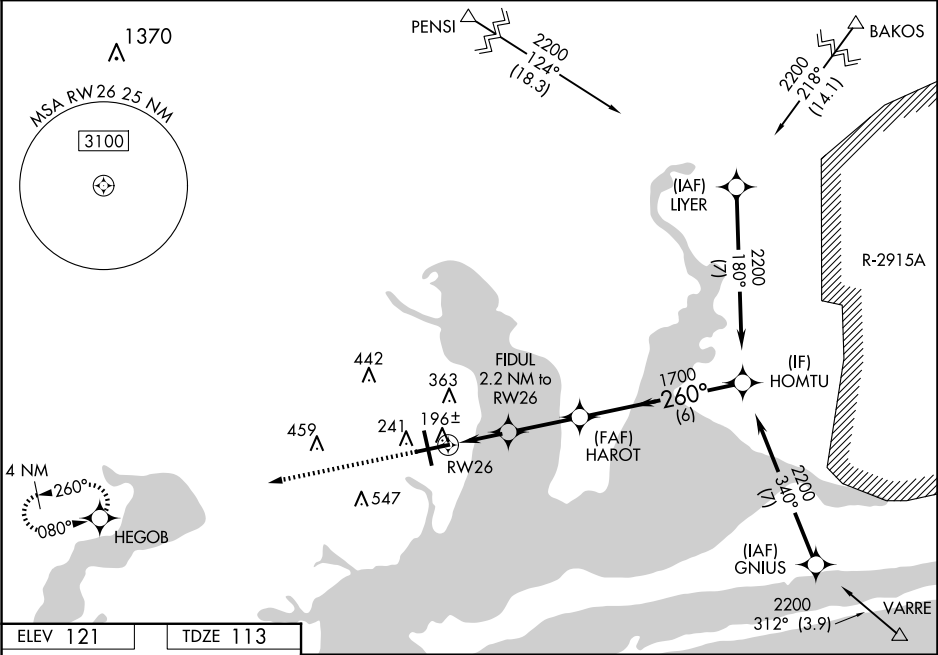 1370
MSA RW26 25 NM
3100
PENSI
2200
124°
(18.3)
BAKOS
2200
218°
(14.1)
(IAF)
LIYER
2200
180°
(7)
R-2915A
(IF)
HOMTU
1700
260°
(6)
FIDUL
2.2 NM to
RW26
(FAF)
HAROT
442
363
459
241
196±
RW26
547
4 NM
260°
080°
HEGOB
2200
340°
(7)
(IAF)
GNIUS
2200
312° (3.9)
VARRE
ELEV 121
TDZE 113